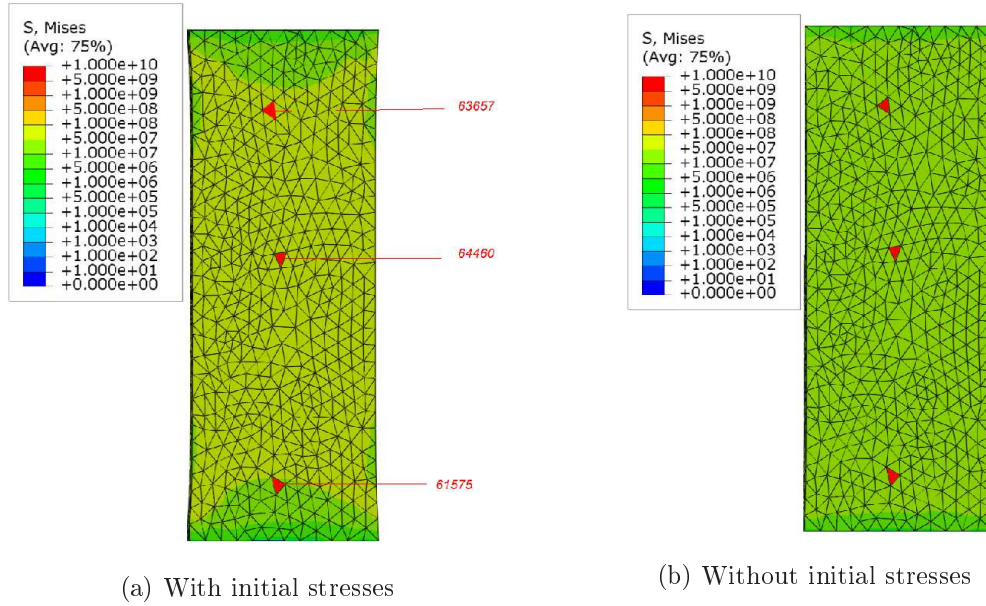 S, Mises
(Avg: 75%)
+1.000e+10
+5.000e+09
+1.000e+09
+5.000e+08
+1.000e+08
+5.000e+07
+1.000e+07
+5.000e+06
+1.000e+06
+5.000e+05
+1.000e+05
+1.000e+04
+1.000e+03
+1.000e+02
+1.000e+01
+0.000e+00
63657
64460
61575
(a) With initial stresses
S, Mises
(Avg: 75%)
+1.000e+10
+5.000e+09
+1.000e+09
+5.000e+08
+1.000e+08
+5.000e+07
+1.000e+07
+5.000e+06
+1.000e+06
+5.000e+05
+1.000e+05
+1.000e+04
+1.000e+03
+1.000e+02
+1.000e+01
+0.000e+00
(b) Without initial stresses